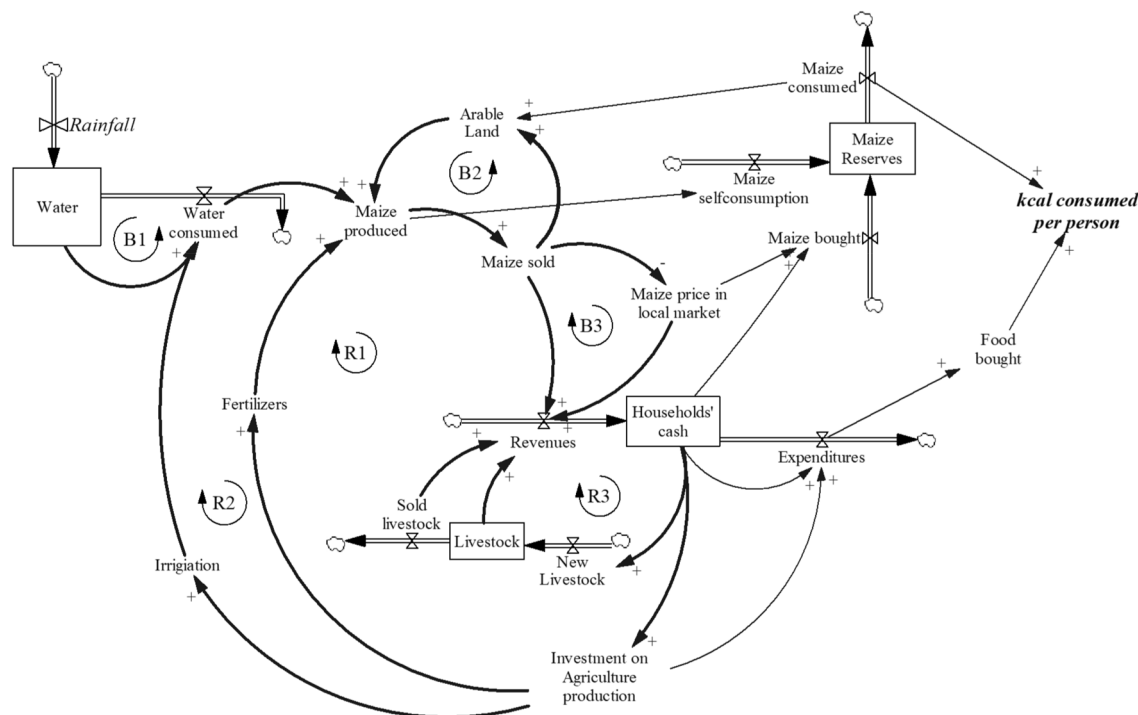 Maize
consumed
Rainfall
Arable
Land
Maize
Reserves
B2
Water
Water
consumed
Maize
produced
Maize
selfconsumption
kcal consumed
per person
B1
Maize sold
Maize bought
Maize price in
local market
B3
R1
Food
bought
Fertilizers
Households'
cash
Revenues
Expenditures
R2
R3
Sold
livestock
Livestock
New
Livestock
Irrigiation
Investment on
Agriculture
production